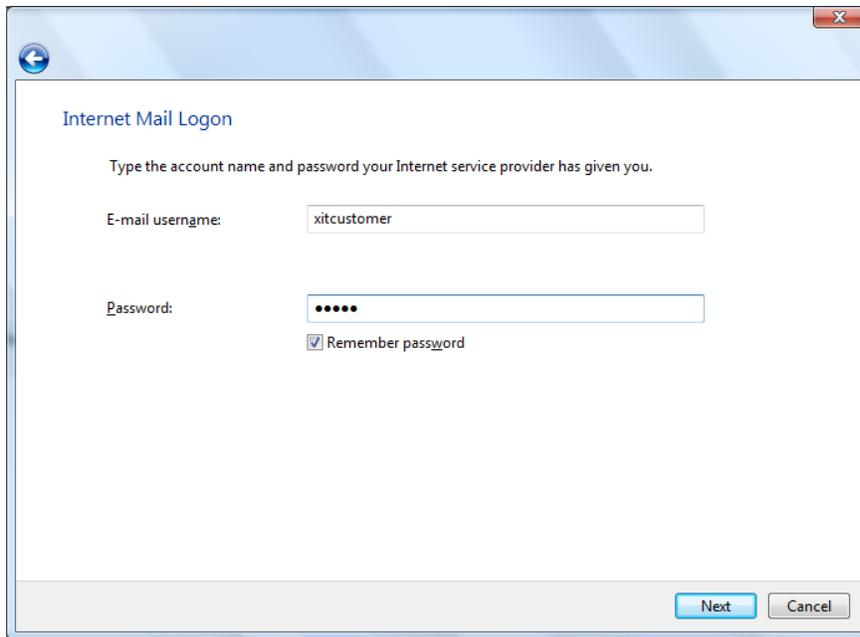 Internet Mail Logon
Type the account name and password your Internet service provider has given you.
E-mail username: xitcustomer
Password: •••••
Remember password
Next Cancel